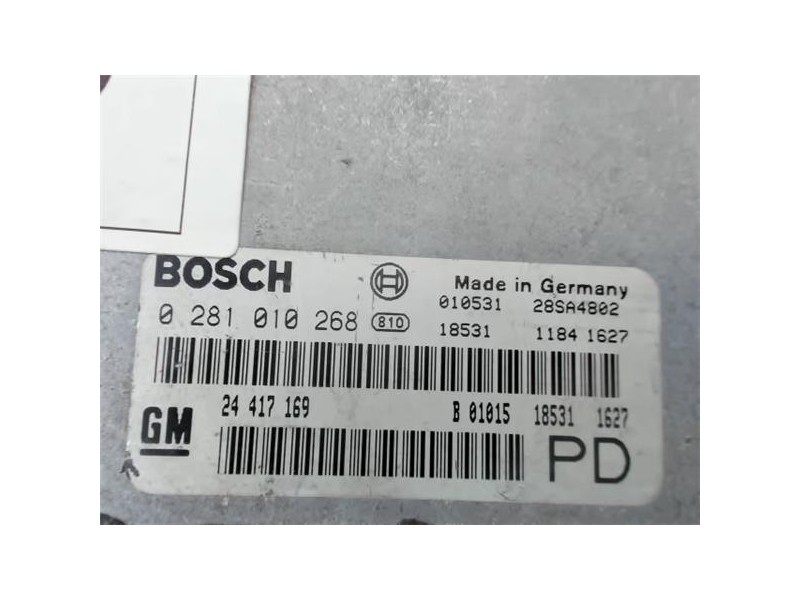 BOSCH Made in Germany
010531 28SA4802
0 281 010 268 810
18531 1184 1627
24 417 169 B 01015 18531 1627
GM PD